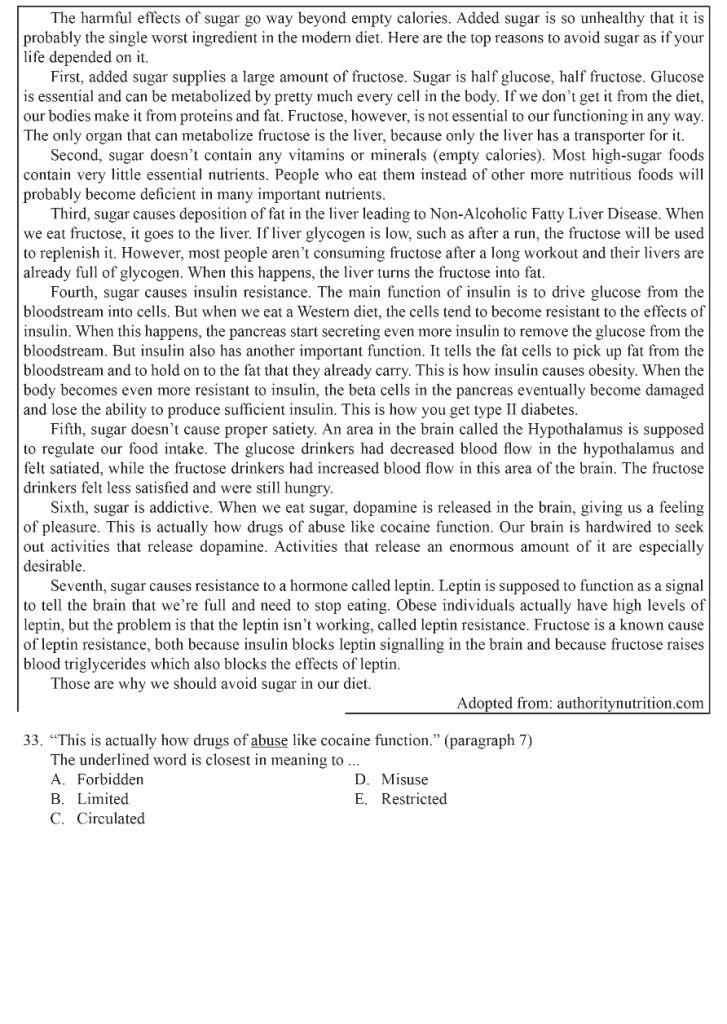 The harmful effects of sugar go way beyond empty calories. Added sugar is so unhealthy that it is
probably the single worst ingredient in the modern diet. Here are the top reasons to avoid sugar as if your
life depended on it.
First, added sugar supplies a large amount of fructose. Sugar is half glucose, half fructose. Glucose
is essential and can be metabolized by pretty much every cell in the body. If we don't get it from the diet,
our bodies make it from proteins and fat. Fructose, however, is not essential to our functioning in any way.
The only organ that can metabolize fructose is the liver, because only the liver has a transporter for it.
Second, sugar doesn't contain any vitamins or minerals (empty calories). Most high-sugar foods
contain very little essential nutrients. People who eat them instead of other more nutritious foods will
probably become deficient in many important nutrients.
Third, sugar causes deposition of fat in the liver leading to Non-Alcoholic Fatty Liver Disease. When
we eat fructose, it goes to the liver. If liver glycogen is low, such as after a run, the fructose will be used
to replenish it. However, most people aren't consuming fructose after a long workout and their livers are
already full of glycogen. When this happens, the liver turns the fructose into fat.
Fourth, sugar causes insulin resistance. The main function of insulin is to drive glucose from the
bloodstream into cells. But when we eat a Western diet, the cells tend to become resistant to the effects of
insulin. When this happens, the pancreas start secreting even more insulin to remove the glucose from the
bloodstream. But insulin also has another important function. It tells the fat cells to pick up fat from the
bloodstream and to hold on to the fat that they already carry. This is how insulin causes obesity. When the
body becomes even more resistant to insulin, the beta cells in the pancreas eventually become damaged
and lose the ability to produce sufficient insulin. This is how you get type II diabetes.
Fifth, sugar doesn't cause proper satiety. An area in the brain called the Hypothalamus is supposed
to regulate our food intake. The glucose drinkers had decreased blood flow in the hypothalamus and
felt satiated, while the fructose drinkers had increased blood flow in this area of the brain. The fructose
drinkers felt less satisfied and were still hungry.
Sixth, sugar is addictive. When we eat sugar, dopamine is released in the brain, giving us a feeling
of pleasure. This is actually how drugs of abuse like cocaine function. Our brain is hardwired to seek
out activities that release dopamine. Activities that release an enormous amount of it are especially
desirable.
Seventh, sugar causes resistance to a hormone called leptin. Leptin is supposed to function as a signal
to tell the brain that we're full and need to stop eating. Obese individuals actually have high levels of
leptin, but the problem is that the leptin isn't working, called leptin resistance. Fructose is a known cause
of leptin resistance, both because insulin blocks leptin signalling in the brain and because fructose raises
blood triglycerides which also blocks the effects of leptin.
Those are why we should avoid sugar in our diet.
Adopted from: authoritynutrition.com
33. “This is actually how drugs of abuse like cocaine function.” (paragraph 7)
The underlined word is closest in meaning to ...
A. Forbidden
B. Limited
C. Circulated
D. Misuse
E. Restricted